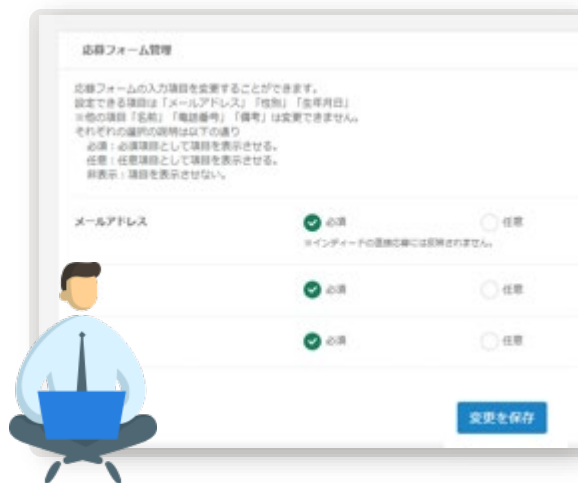 応募フォーム管理
応募フォームの入力項目を変更することができます。
設定できる項目は「メールアドレス」「性別」「生年月日」
※他の項目「名前」「電話番号」「備考」は変更できません。
それぞれの選択の説明は以下の通り
必須：必須項目として項目を表示させる。
任意：任意項目として項目を表示させる。
非表示：項目を表示させない。
メールアドレス 必須 任意
※インディードの直接応募には反映されません。
必須 任意
必須 任意
変更を保存